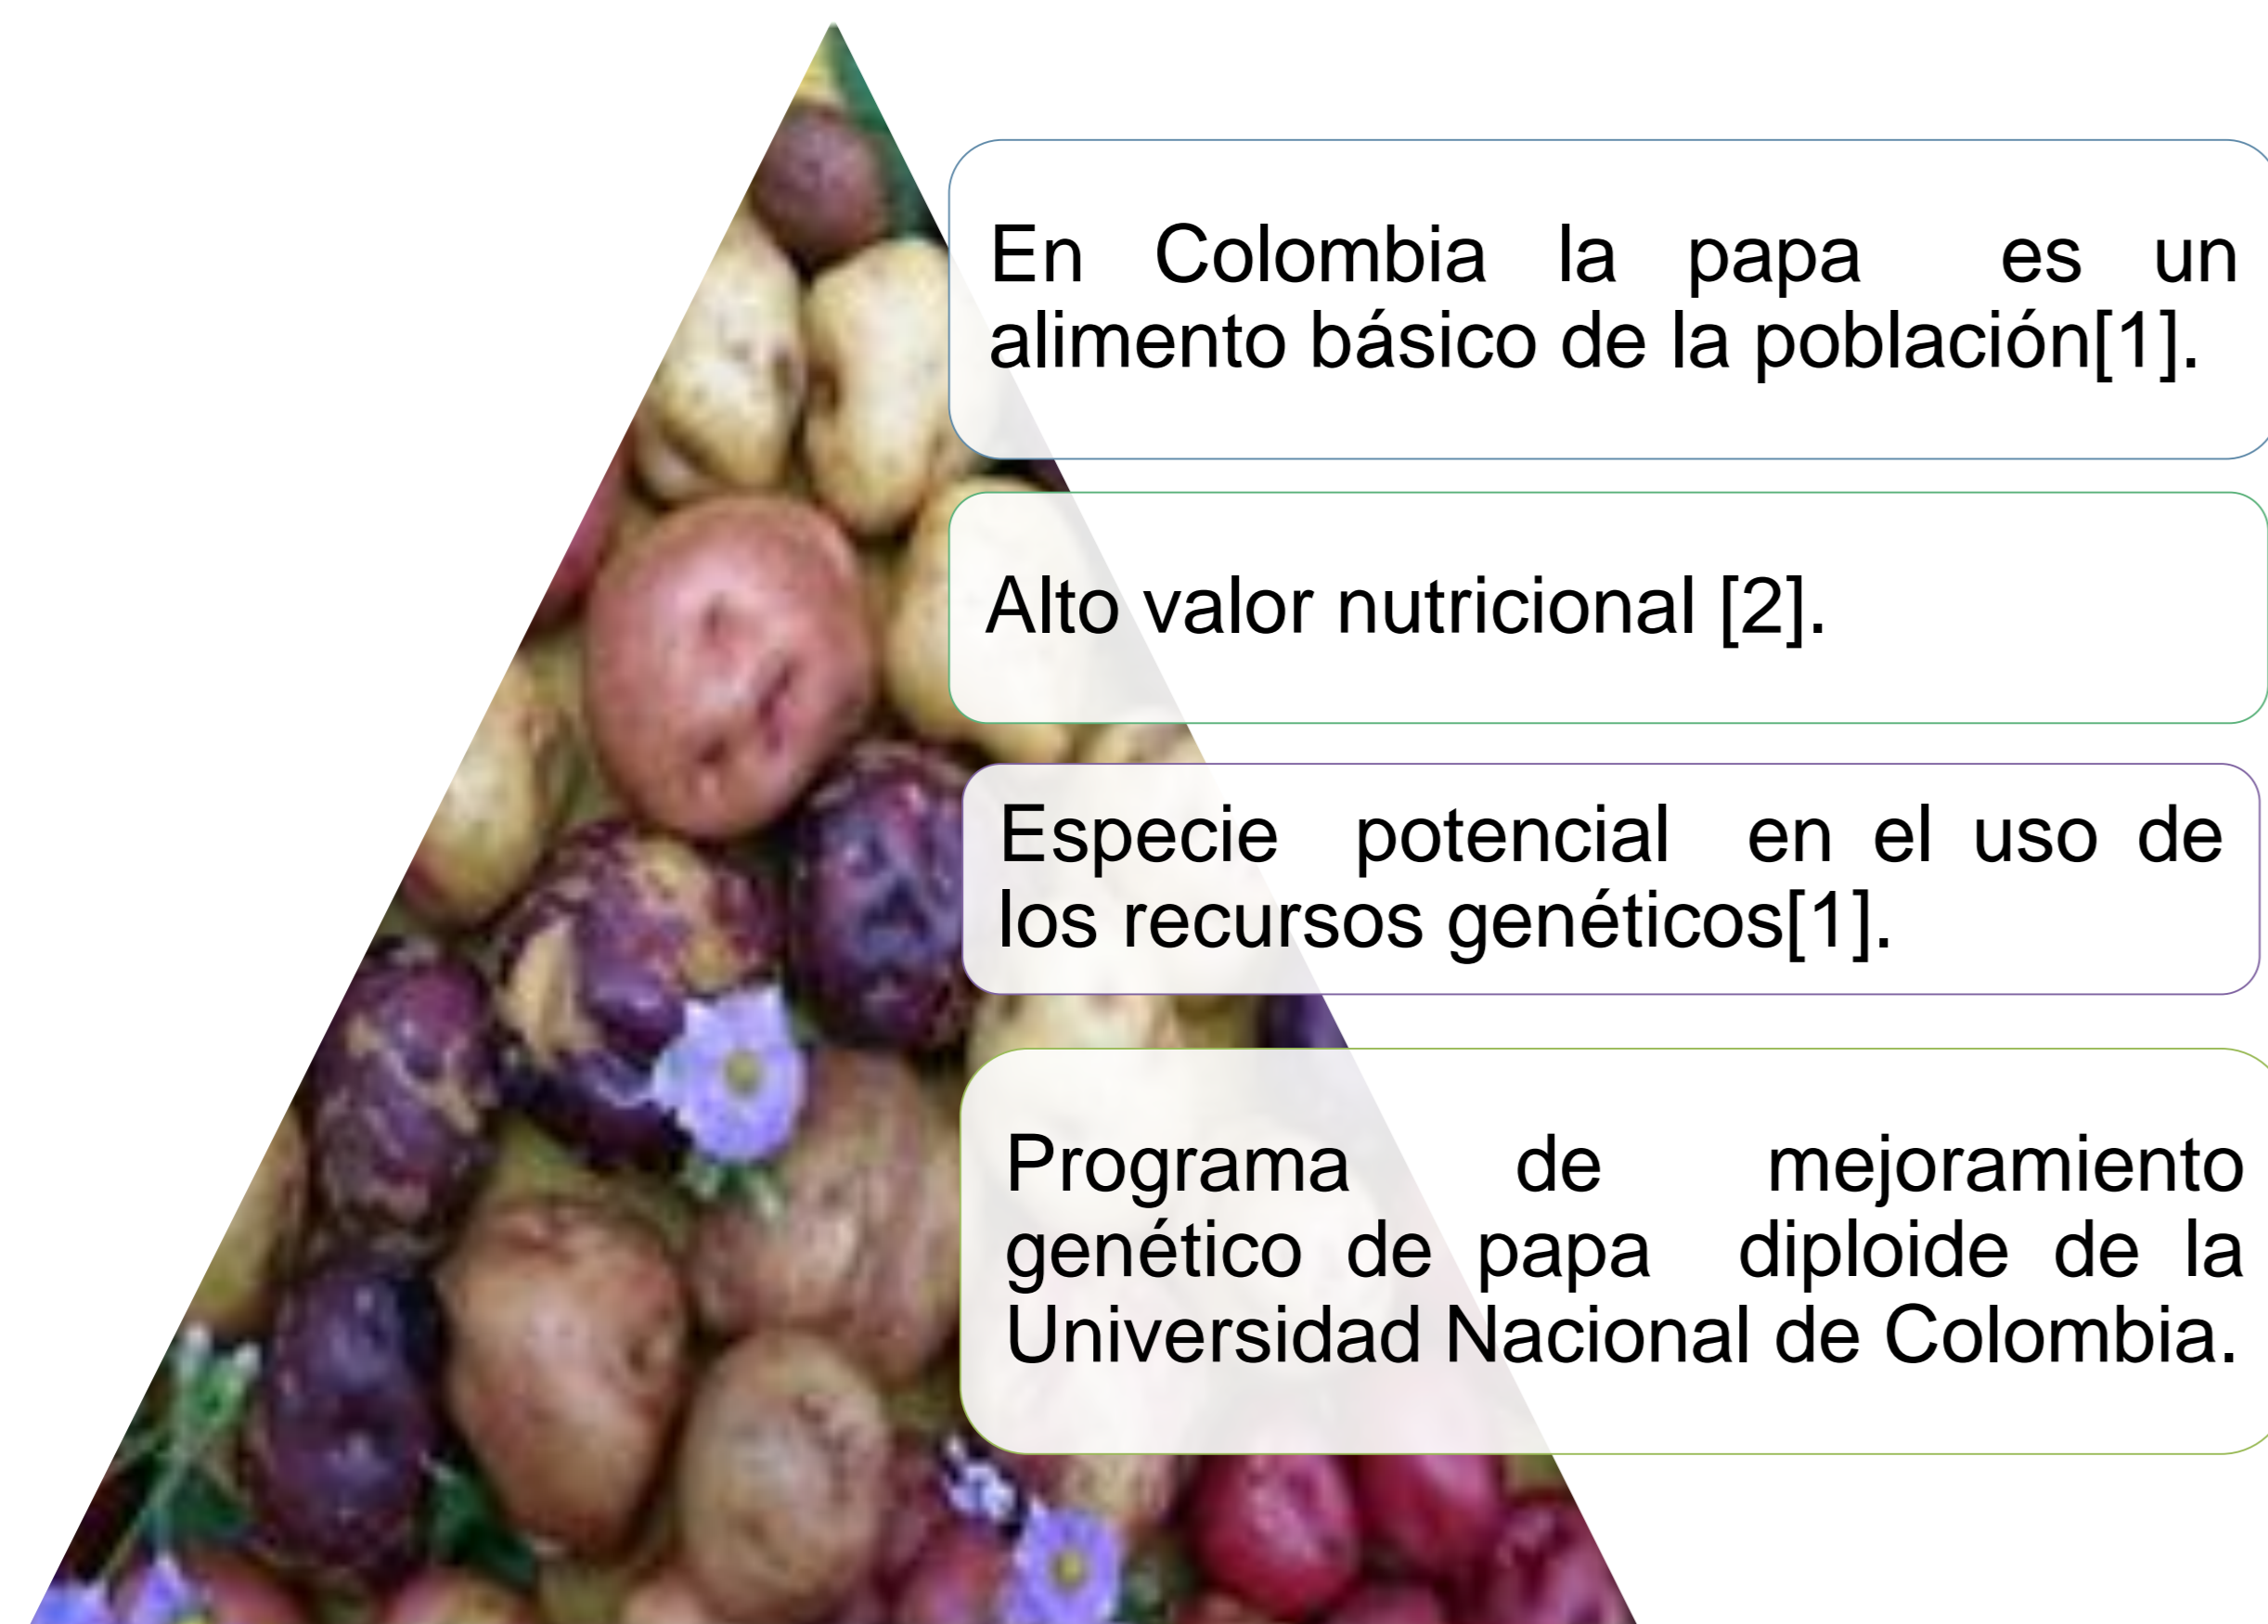 En Colombia la papa es un
alimento básico de la población[1].
Alto valor nutricional [2].
Especie potencial en el uso de
los recursos genéticos[1].
Programa de mejoramiento
genético de papa diploide de la
Universidad Nacional de Colombia.